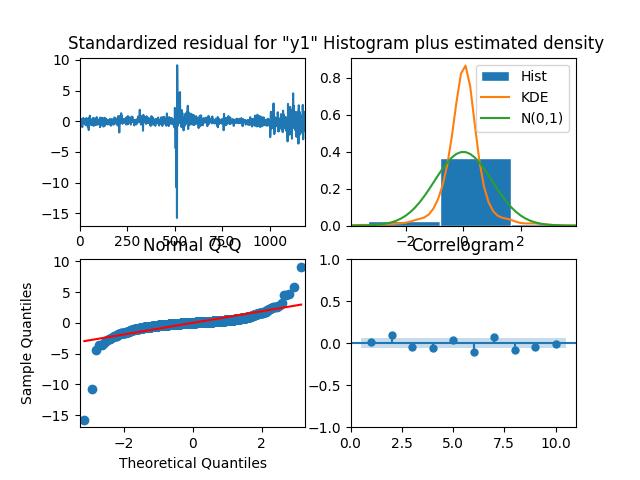 Standardized residual for "y1"
Histogram plus estimated density
10
5
0
−5
−10
−15
0 250 500 750 1000
0.8
0.6
0.4
0.2
0.0
−2 0 2
Hist
KDE
N(0,1)
Normal Q-Q
Correlogram
Sample Quantiles
10
5
0
−5
−10
−15
−2 0 2
Theoretical Quantiles
1.0
0.5
0.0
−0.5
−1.0
0.0 2.5 5.0 7.5 10.0